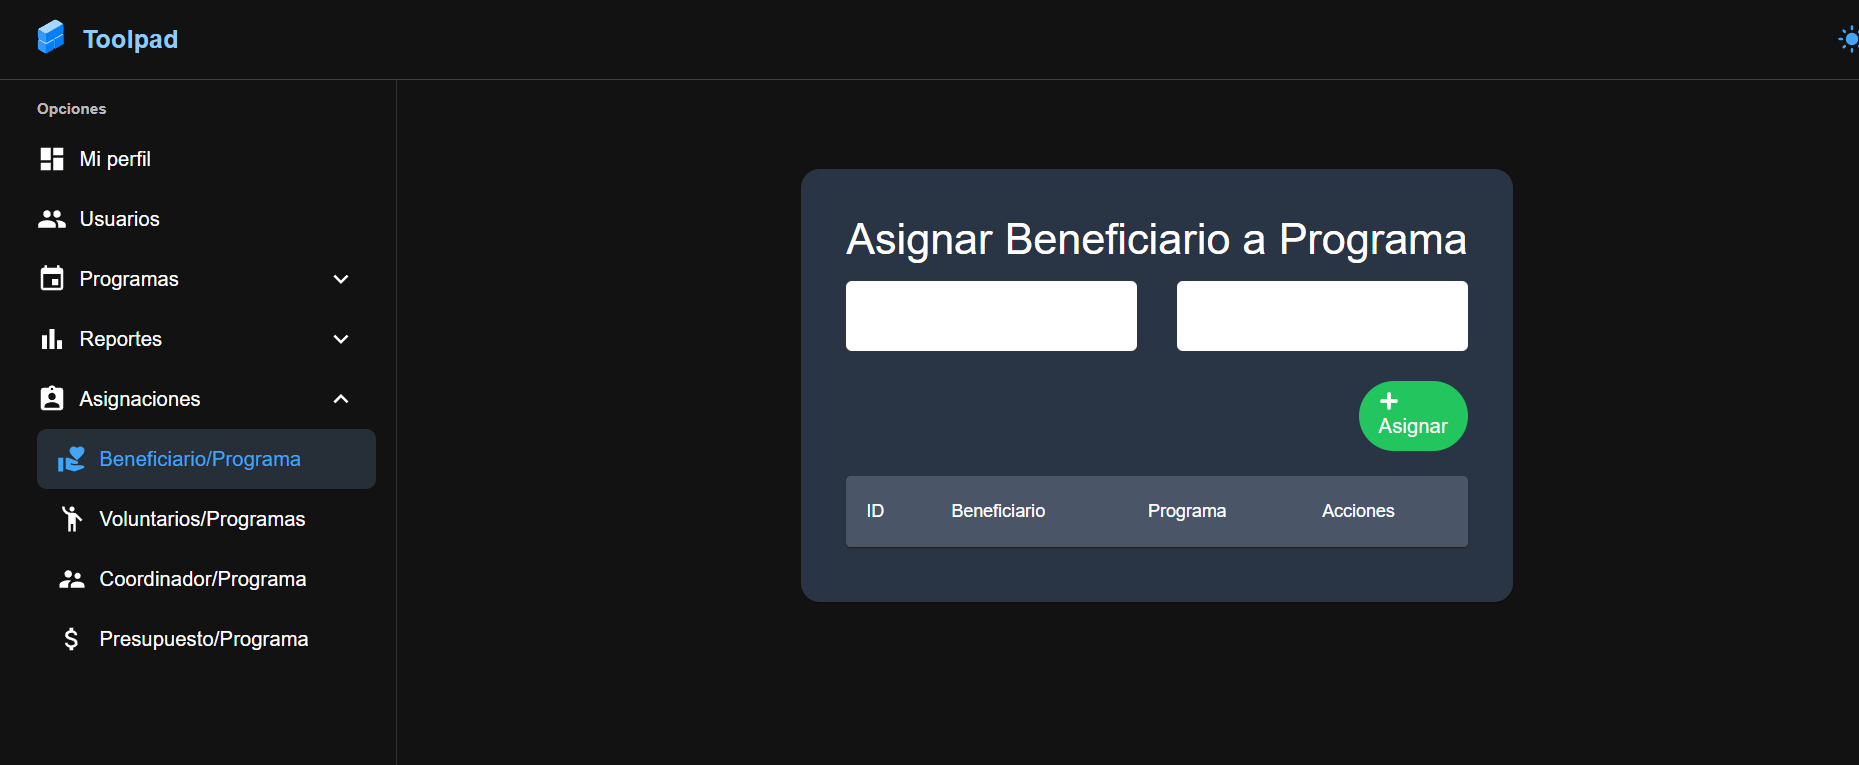 Toolpad
Opciones
Mi perfil
Usuarios
Programas
Reportes
Asignaciones
Beneficiario/Programa
Voluntarios/Programas
Coordinador/Programa
Presupuesto/Programa
Asignar Beneficiario a Programa
Asignar
ID Beneficiario Programa Acciones